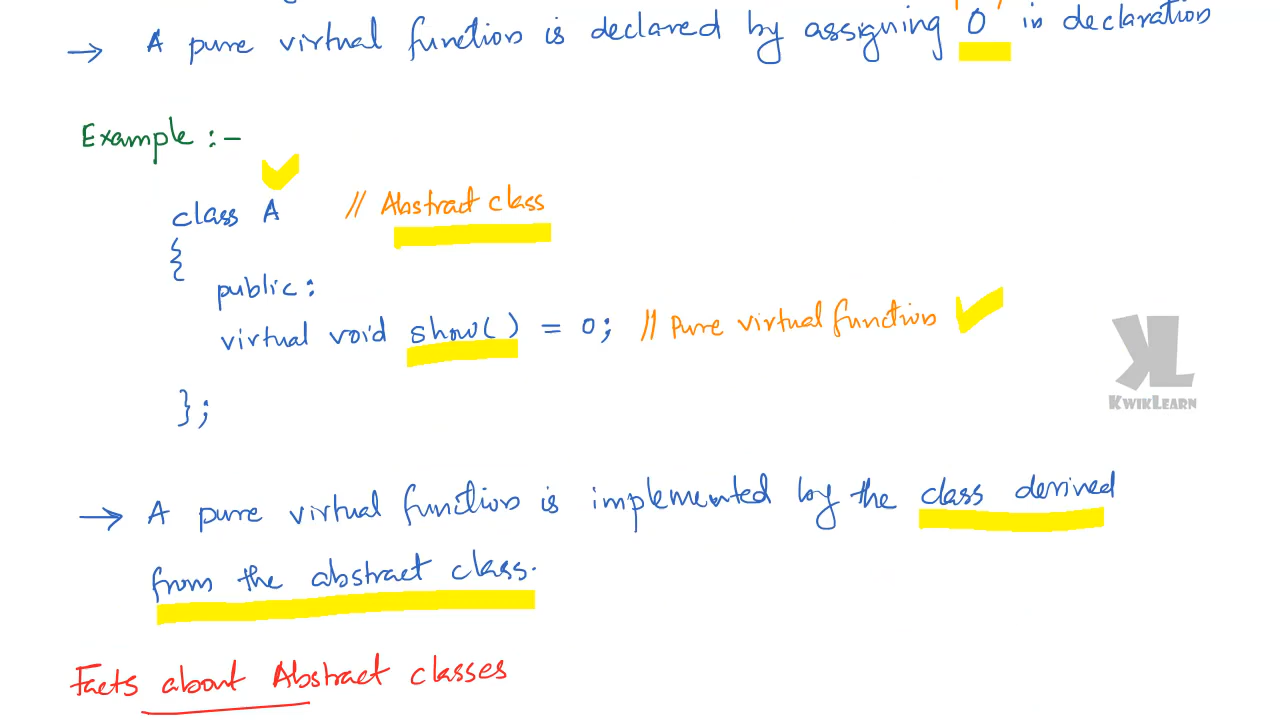 → A pure virtual function is declared by assigning '0' in declaration
Example :-
class A // Abstract class
{
public:
virtual void show() = 0; // Pure virtual function
};
KwikLearn
→ A pure virtual function is implemented by the class derived
from the abstract class.
Facts about Abstract classes